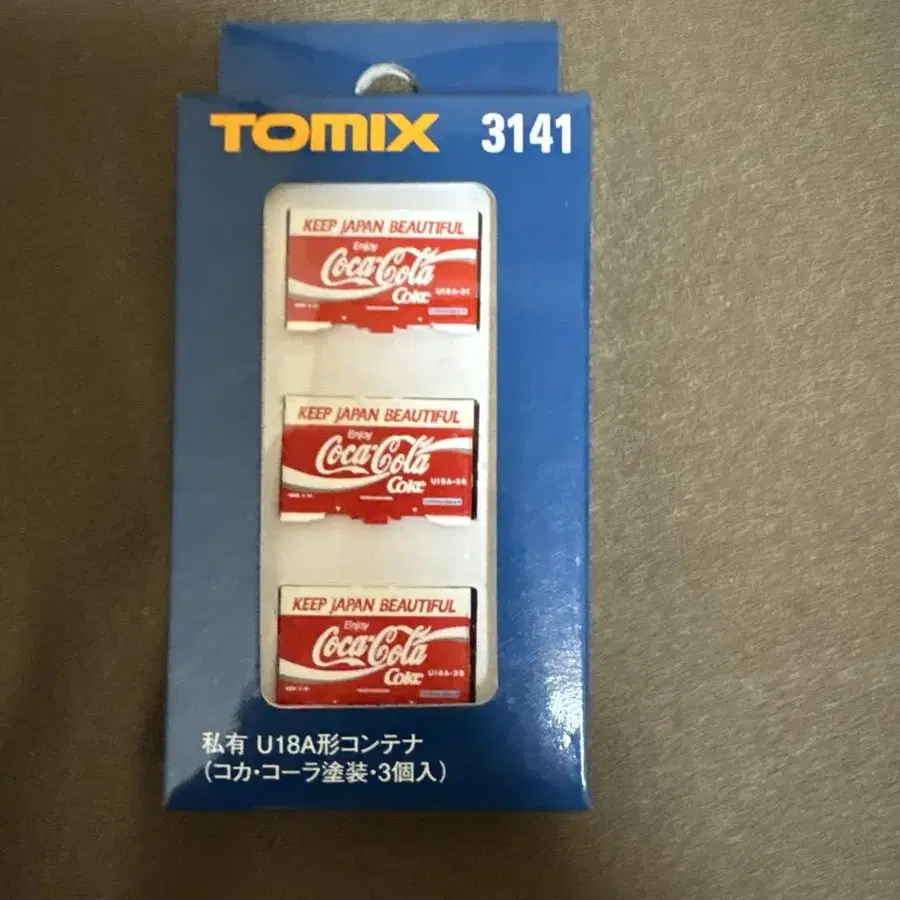 TOMIX 3141
KEEP JAPAN BEAUTIFUL
Enjoy
Coca-Cola
Coke U18A-31
KEEP JAPAN BEAUTIFUL
Enjoy
Coca-Cola
Coke
KEEP JAPAN BEAUTIFUL
Enjoy
Coca-Cola
Coke
私有 U18A形コンテナ
(コカ・コーラ塗装・3個入)